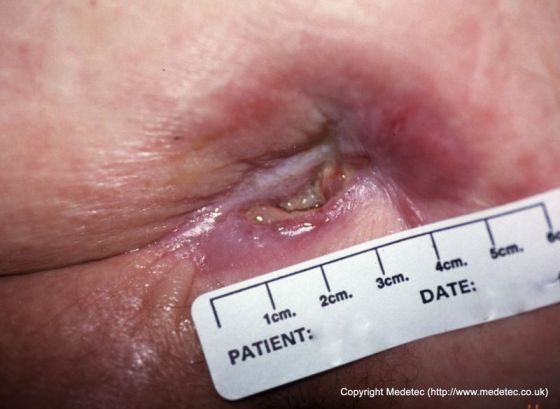 1cm. 2cm. 3cm. 4cm. 5cm.
PATIENT: DATE:
Copyright Medetec (http://www.medetec.co.uk)